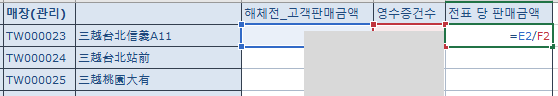 매장(관리) 해체전_고객판매금액 영수증건수 전표 당 판매금액
TW000023 三越台北信義A11 =E2/F2
TW000024 三越台北站前
TW000025 三越桃園大有